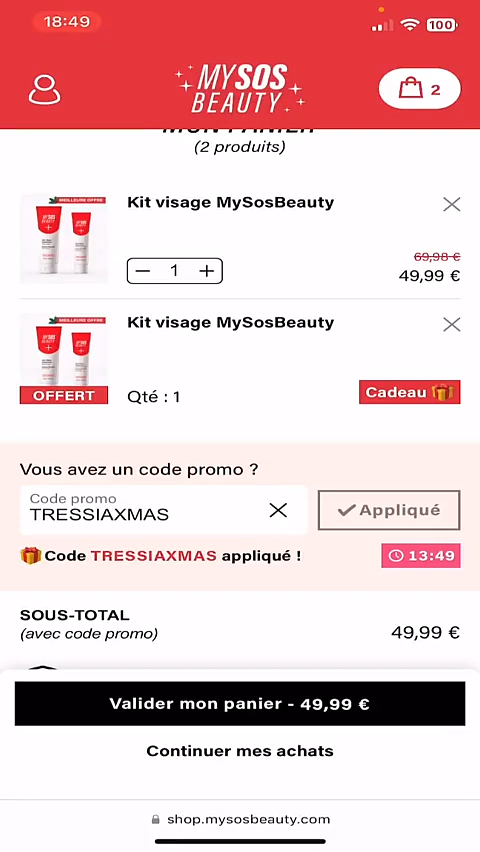 18:49
100
MYSOS
BEAUTY
2
MON PANIER
(2 produits)
MEILLEURE OFFRE
Kit visage MySosBeauty
69,98 €
1
49,99 €
MEILLEURE OFFRE
Kit visage MySosBeauty
OFFERT
Qté : 1
Cadeau
Vous avez un code promo ?
Code promo
TRESSIAXMAS
Appliqué
Code TRESSIAXMAS appliqué !
13:49
SOUS-TOTAL
(avec code promo)
49,99 €
Valider mon panier - 49,99 €
Continuer mes achats
shop.mysosbeauty.com